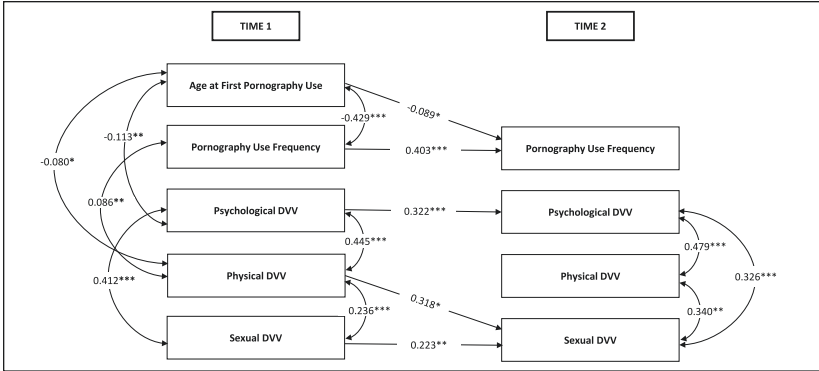 TIME 1
TIME 2
Age at First Pornography Use
-0.089*
-0.429***
-0.113**
Pornography Use Frequency
0.403***
Pornography Use Frequency
-0.080*
0.086**
Psychological DVV
0.322***
Psychological DVV
0.445***
0.479***
Physical DVV
Physical DVV
0.412***
0.326***
0.318*
0.236***
0.340**
Sexual DVV
0.223**
Sexual DVV